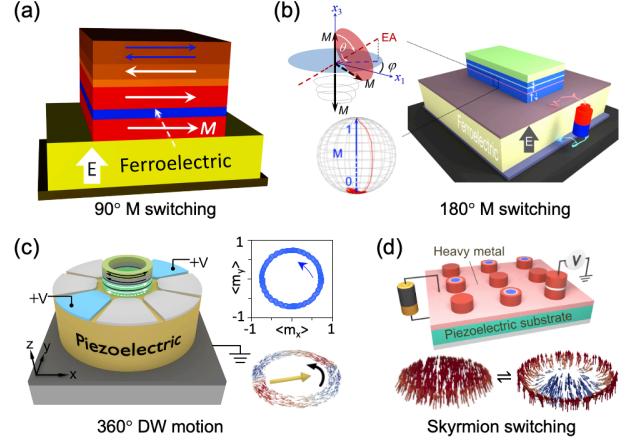 (a)
M
E
Ferroelectric
90° M switching
(b)
x₃
M
θ
EA
φ
x₁
M
M
1
M
0
Ferroelectric
E
180° M switching
(c)
+V
+V
Piezoelectric
z
y
x
1
<mᵧ>
0
-1
-1
0
1
<mₓ>
360° DW motion
(d)
Heavy metal
V
Piezoelectric substrate
Skyrmion switching